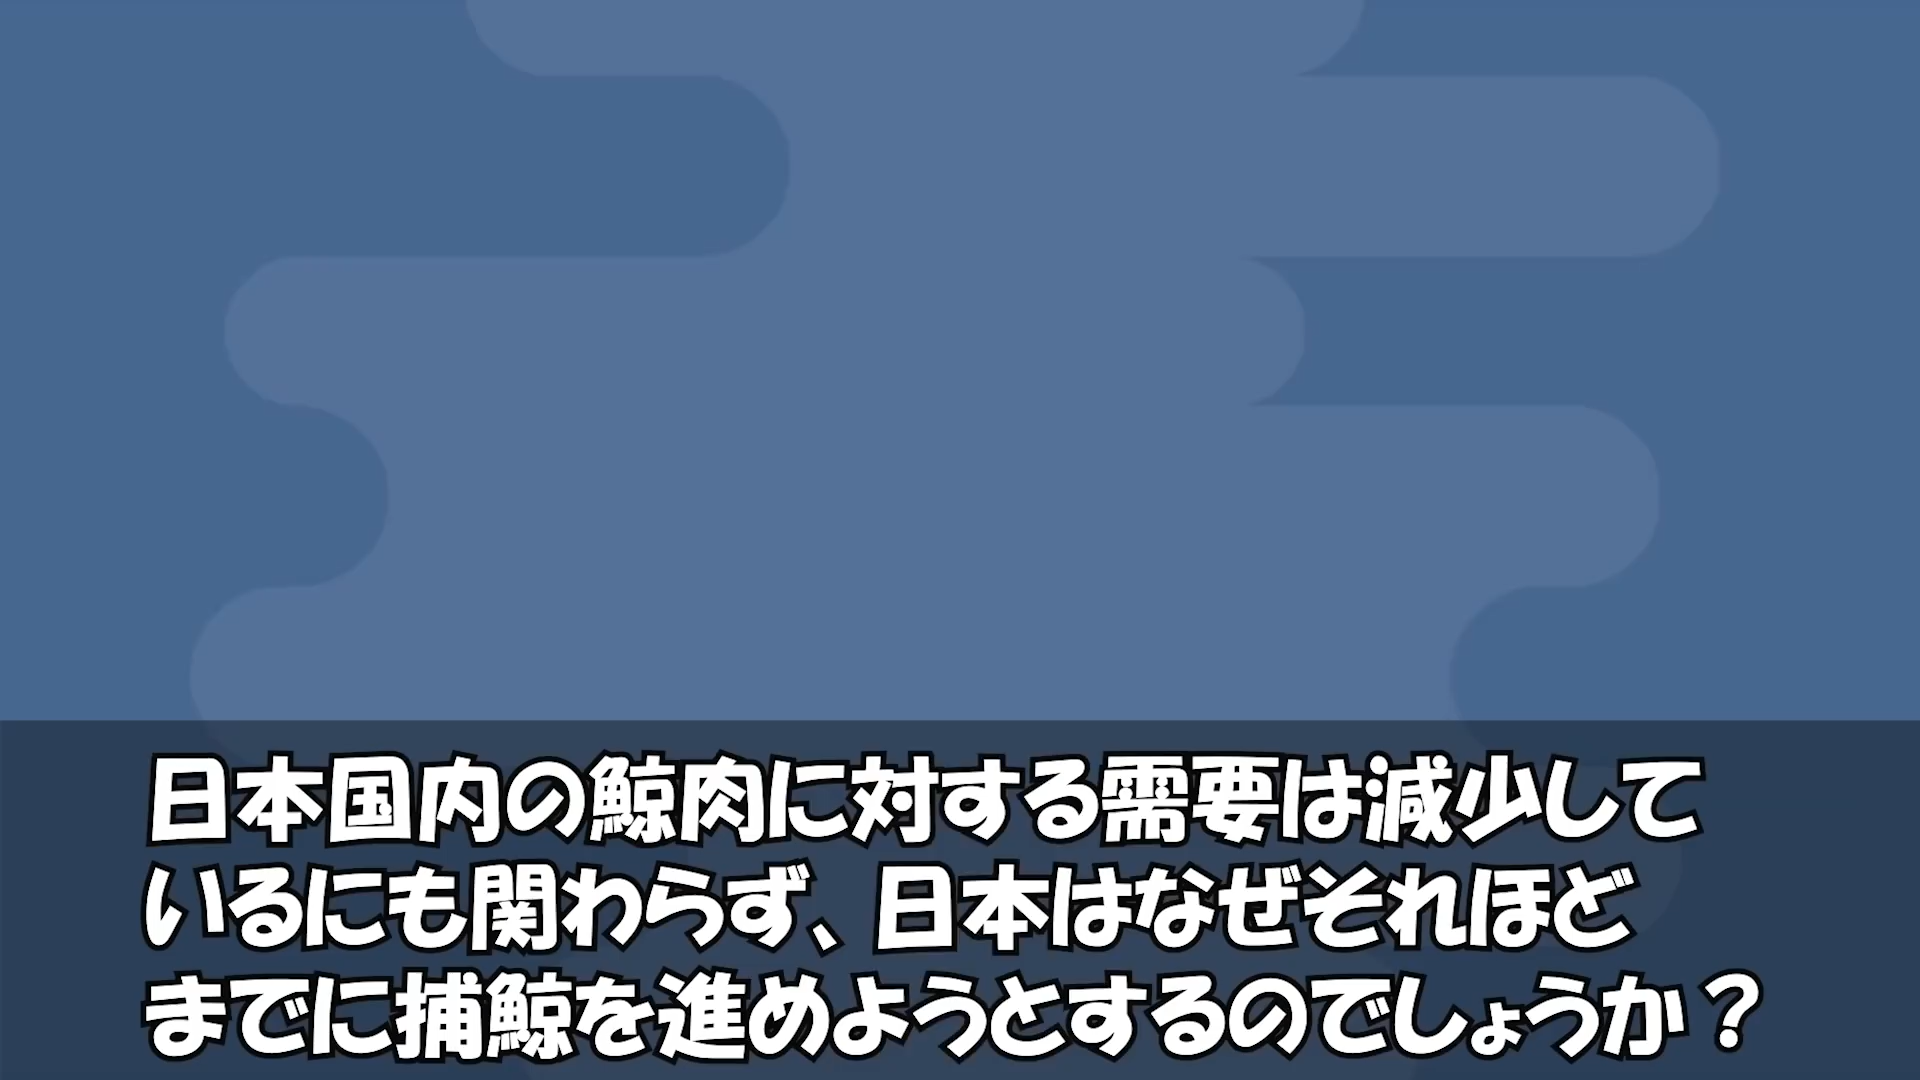 日本国内の鯨肉に対する需要は減少して
いるにも関わらず、日本はなぜそれほど
までに捕鯨を進めようとするのでしょうか？